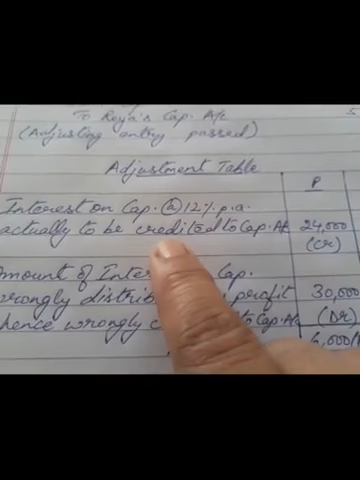 To Reya's Cap. A/c
(Adjusting entry passed)
Adjustment Table
P
Interest on Cap. @ 12% p.a.
actually to be credited to Cap. A/c 24,000
(Cr)
Amount of Inter Cap.
wrongly distrib profit 30,000
hence wrongly to Cap. A/c (Dr)
6,000